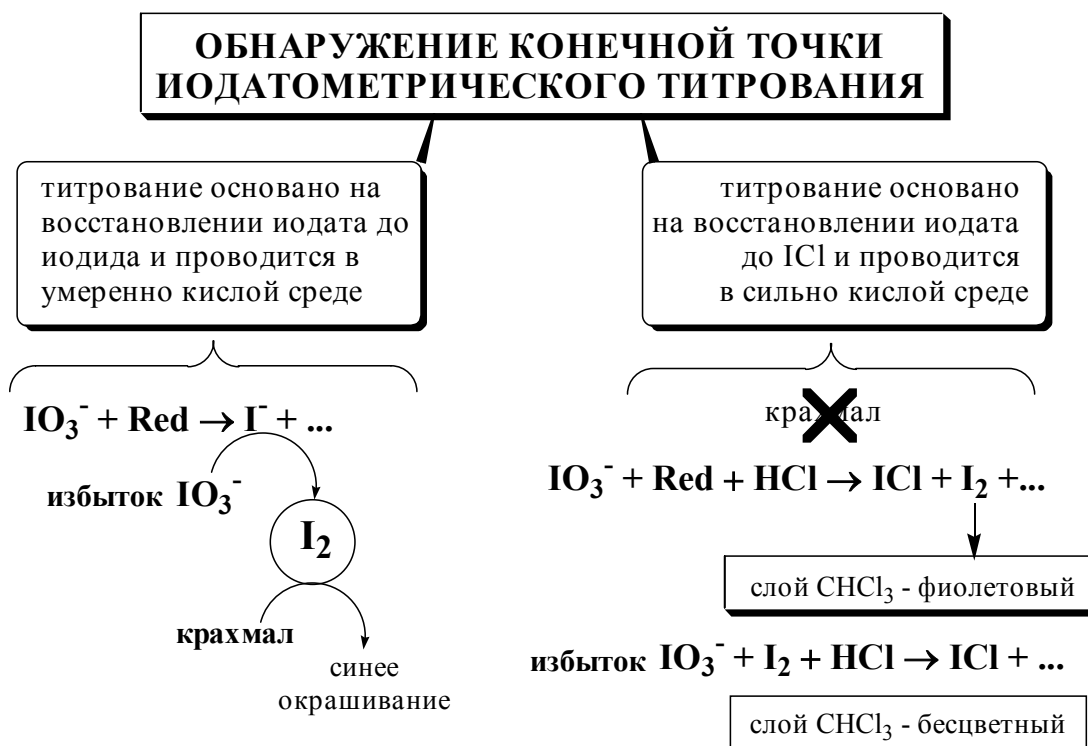 ОБНАРУЖЕНИЕ КОНЕЧНОЙ ТОЧКИ
ИОДАТОМЕТРИЧЕСКОГО ТИТРОВАНИЯ
титрование основано на
восстановлении иодата до
иодида и проводится в
умеренно кислой среде
IO₃⁻ + Red → I⁻ + ...
избыток IO₃⁻
I₂
крахмал
синее
окрашивание
титрование основано
на восстановлении иодата
до ICl и проводится
в сильно кислой среде
крахмал
IO₃⁻ + Red + HCl → ICl + I₂ +...
слой CHCl₃ - фиолетовый
избыток IO₃⁻ + I₂ + HCl → ICl + ...
слой CHCl₃ - бесцветный